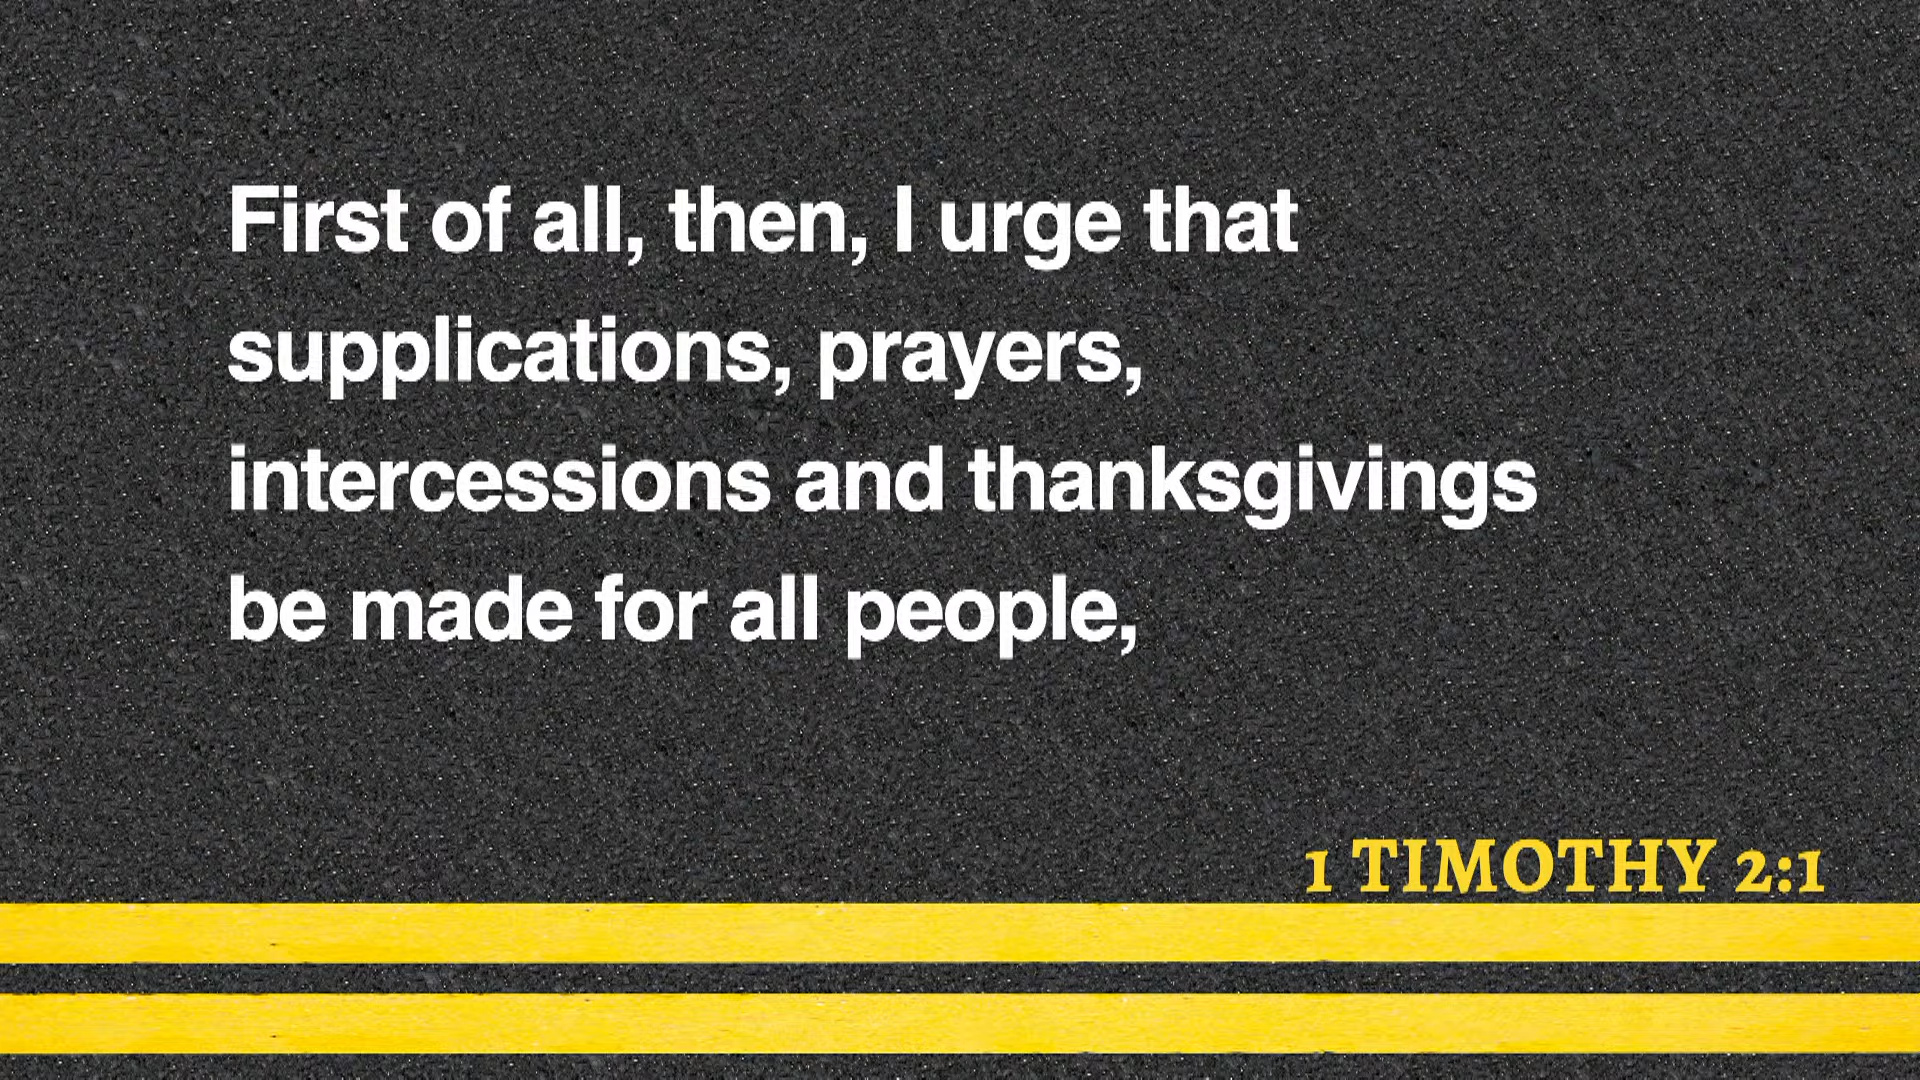 First of all, then, I urge that
supplications, prayers,
intercessions and thanksgivings
be made for all people,
1 TIMOTHY 2:1